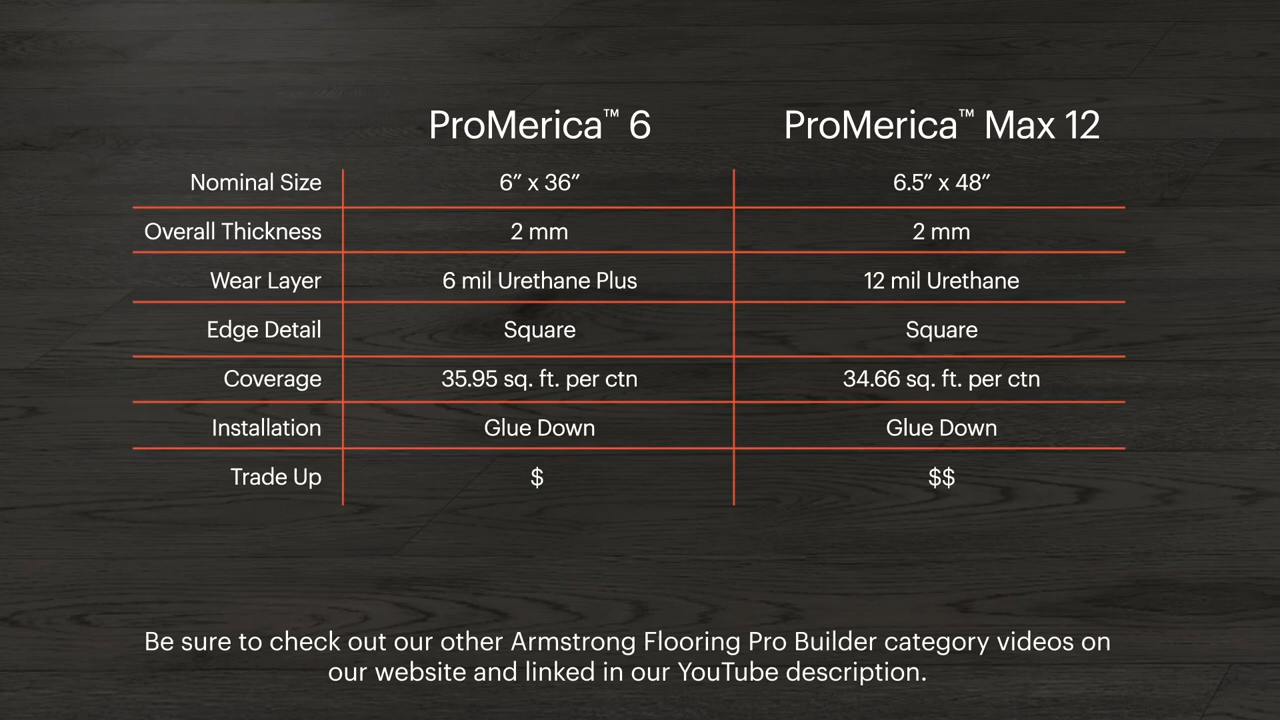 ProMerica™ 6 ProMerica™ Max 12
Nominal Size 6″ x 36″ 6.5″ x 48″
Overall Thickness 2 mm 2 mm
Wear Layer 6 mil Urethane Plus 12 mil Urethane
Edge Detail Square Square
Coverage 35.95 sq. ft. per ctn 34.66 sq. ft. per ctn
Installation Glue Down Glue Down
Trade Up $ $$
Be sure to check out our other Armstrong Flooring Pro Builder category videos on
our website and linked in our YouTube description.